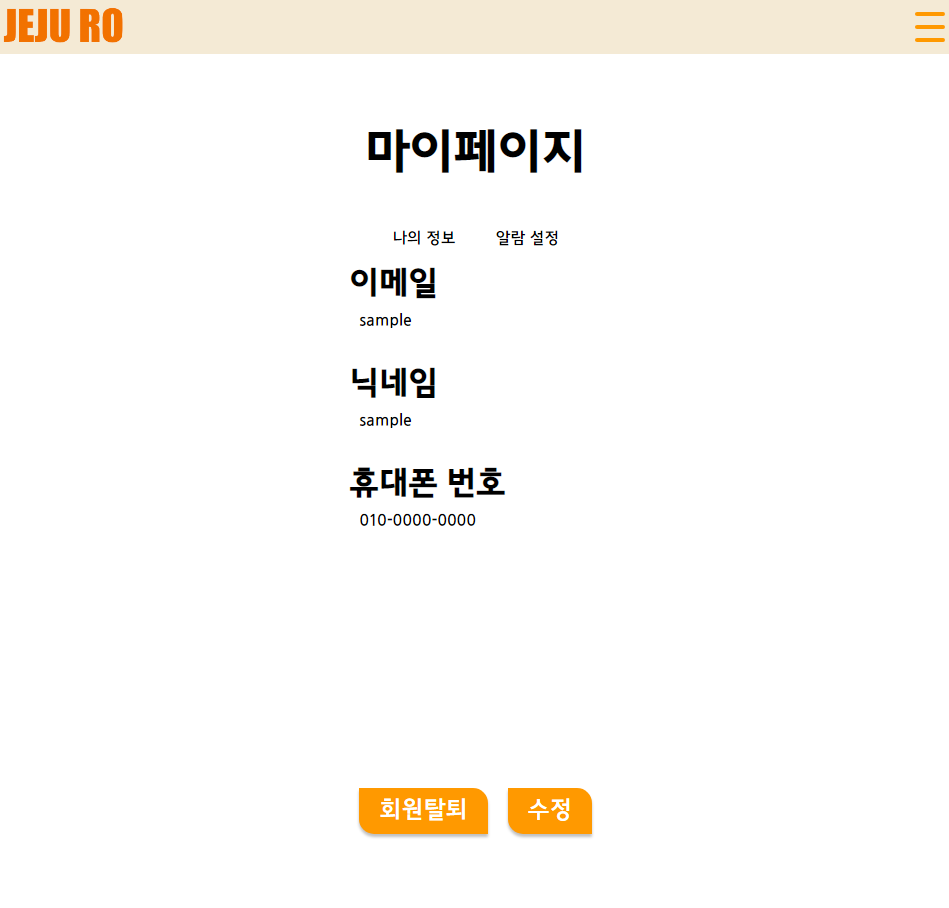 JEJU RO
마이페이지
나의 정보 알람 설정
이메일
sample
닉네임
sample
휴대폰 번호
010-0000-0000
회원탈퇴 수정